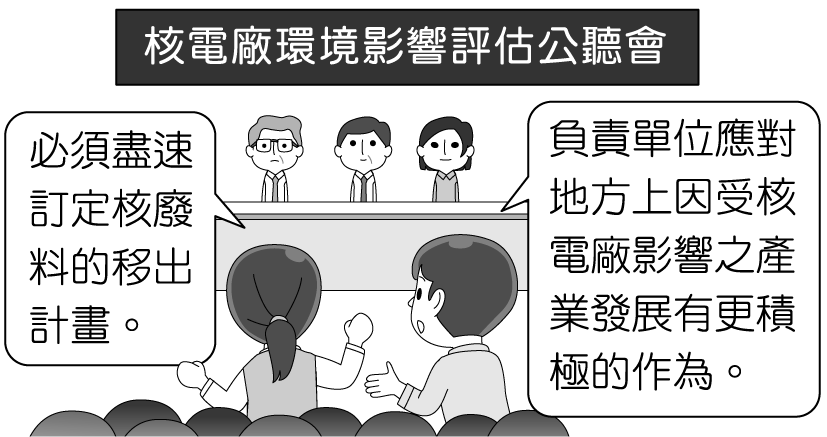 核電廠環境影響評估公聽會
必須盡速
訂定核廢
料的移出
計畫。
負責單位應對
地方上因受核
電廠影響之產
業發展有更積
極的作為。